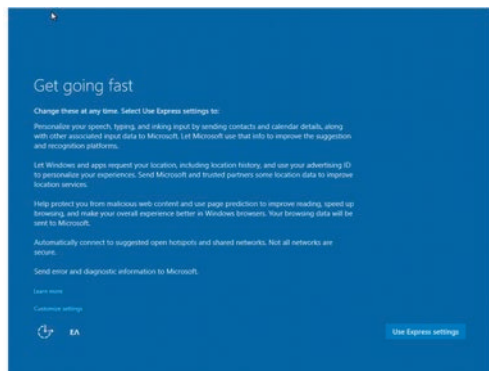 Get going fast
Change these at any time. Select Use Express settings to:
Personalize your speech, typing, and inking input by sending contacts and calendar details, along
with other associated input data to Microsoft. Let Microsoft use that info to improve the suggestion
and recognition platforms.
Let Windows and apps request your location, including location history, and use your advertising ID
to personalize your experiences. Send Microsoft and trusted partners some location data to improve
location services.
Help protect you from malicious web content and use page prediction to improve reading, speed up
browsing, and make your overall experience better in Windows browsers. Your browsing data will be
sent to Microsoft.
Automatically connect to suggested open hotspots and shared networks. Not all networks are
secure.
Send error and diagnostic information to Microsoft.
Learn more
Customize settings
ΕΛ
Use Express settings